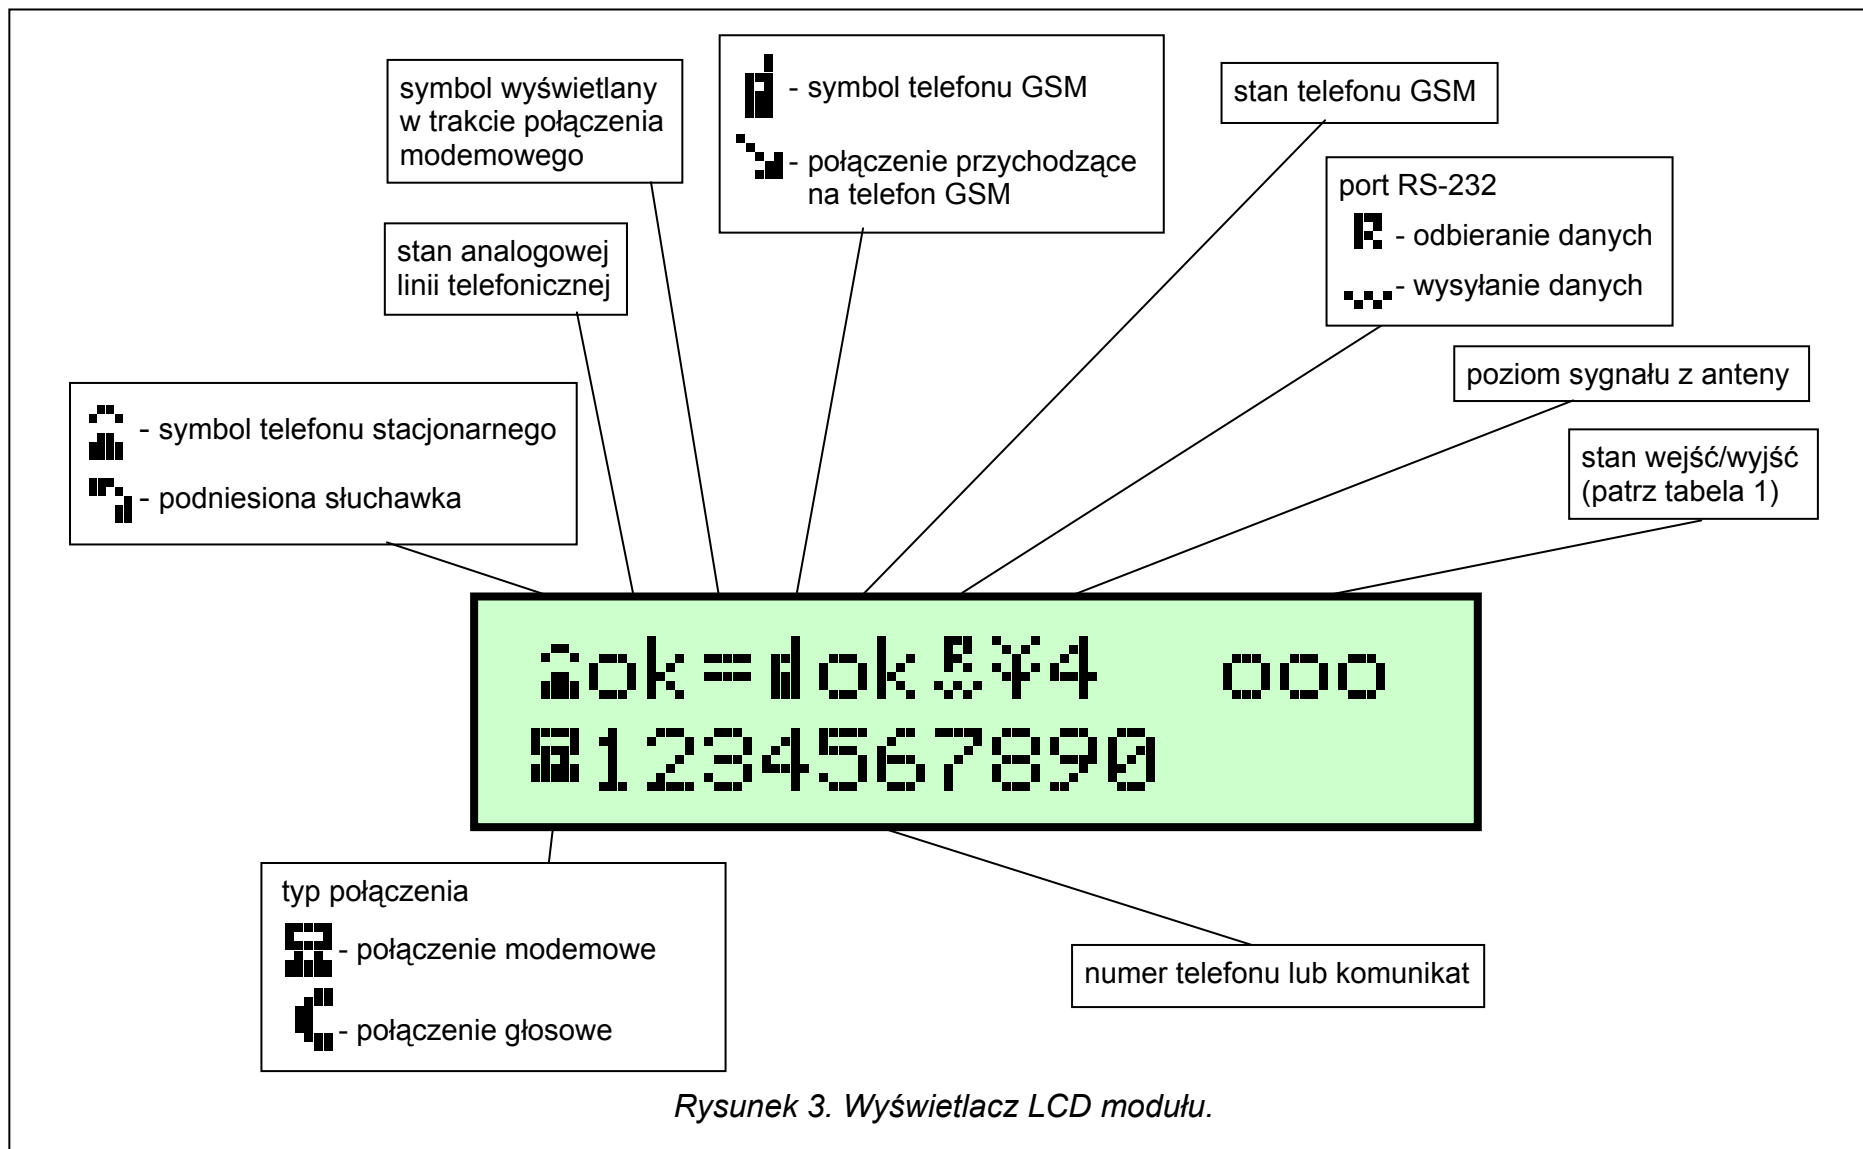 symbol wyświetlany
w trakcie połączenia
modemowego
- symbol telefonu GSM
- połączenie przychodzące
na telefon GSM
stan telefonu GSM
port RS-232
R - odbieranie danych
- wysyłanie danych
stan analogowej
linii telefonicznej
poziom sygnału z anteny
- symbol telefonu stacjonarnego
- podniesiona słuchawka
stan wejść/wyjść
(patrz tabela 1)
ok= ok R 4 ooo
1234567890
typ połączenia
- połączenie modemowe
- połączenie głosowe
numer telefonu lub komunikat
Rysunek 3. Wyświetlacz LCD modułu.